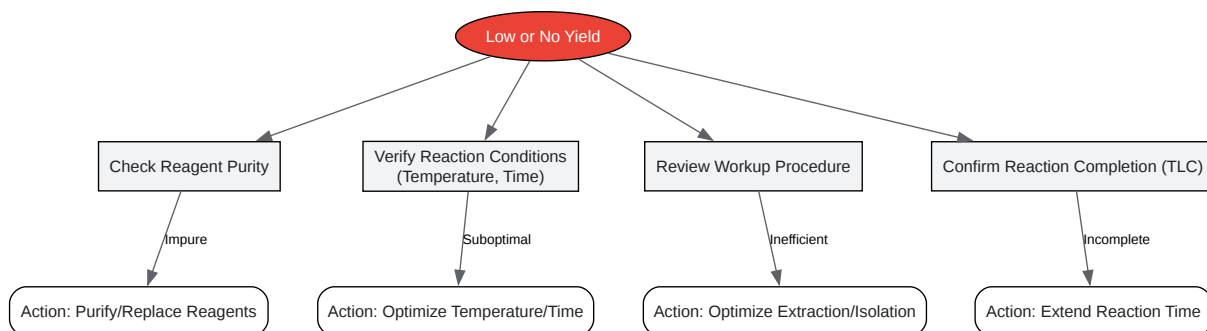 Low or No Yield
Check Reagent Purity
Verify Reaction Conditions
(Temperature, Time)
Review Workup Procedure
Confirm Reaction Completion (TLC)
Impure
Suboptimal
Inefficient
Incomplete
Action: Purify/Replace Reagents
Action: Optimize Temperature/Time
Action: Optimize Extraction/Isolation
Action: Extend Reaction Time